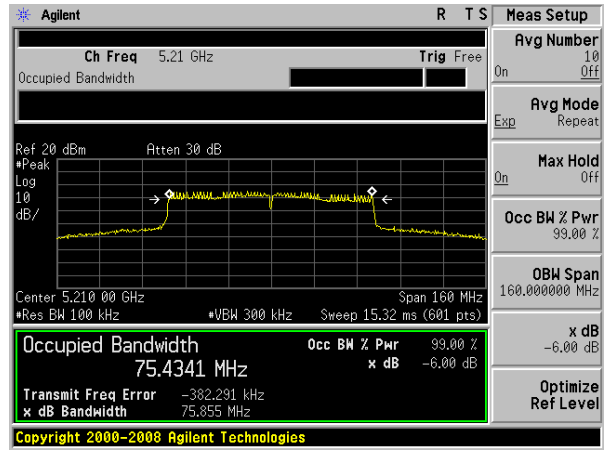 Agilent R T S Meas Setup
Avg Number
10
On Off
Ch Freq 5.21 GHz Trig Free
Occupied Bandwidth
Avg Mode
Exp Repeat
Ref 20 dBm Atten 30 dB
#Peak
Log
10
dB/
Max Hold
On Off
Occ BW % Pwr
99.00 %
OBW Span
160.000000 MHz
Center 5.210 00 GHz Span 160 MHz
#Res BW 100 kHz #VBW 300 kHz Sweep 15.32 ms (601 pts)
Occupied Bandwidth Occ BW % Pwr 99.00 %
75.4341 MHz x dB -6.00 dB
x dB
-6.00 dB
Transmit Freq Error -382.291 kHz
x dB Bandwidth 75.855 MHz
Optimize
Ref Level
Copyright 2000-2008 Agilent Technologies